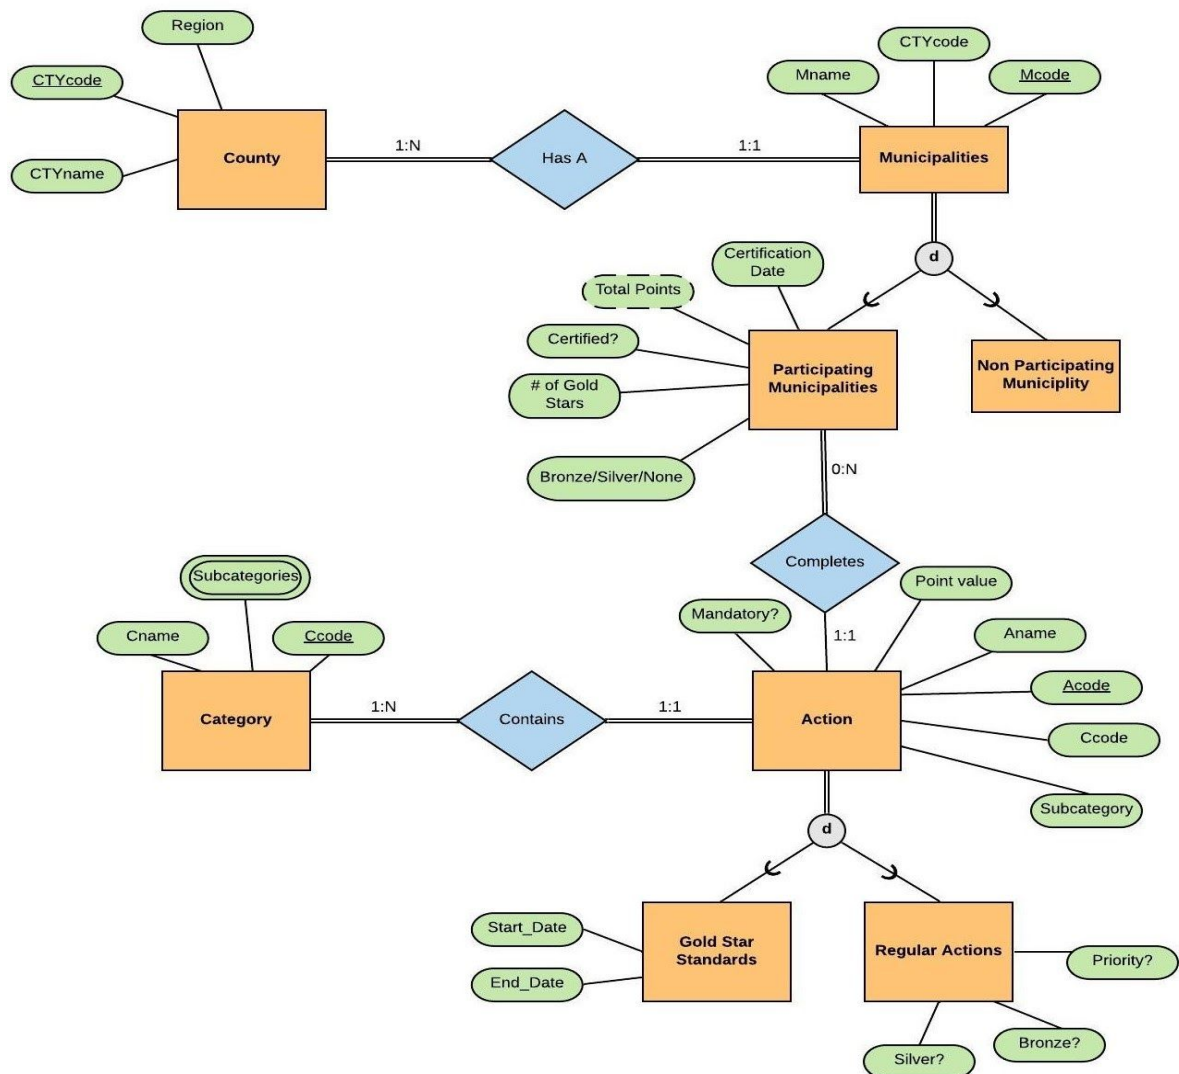 Region
CTYcode
CTYname
County
1:N
Has A
1:1
CTYcode
Mname
Mcode
Municipalities
d
Certification
Date
Total Points
Certified?
# of Gold
Stars
Bronze/Silver/None
Participating
Municipalities
Non Participating
Municiplity
0:N
Completes
1:1
Subcategories
Cname
Ccode
Category
1:N
Contains
1:1
Mandatory?
Point value
Aname
Acode
Ccode
Subcategory
Action
d
Start_Date
End_Date
Gold Star
Standards
Regular Actions
Priority?
Bronze?
Silver?